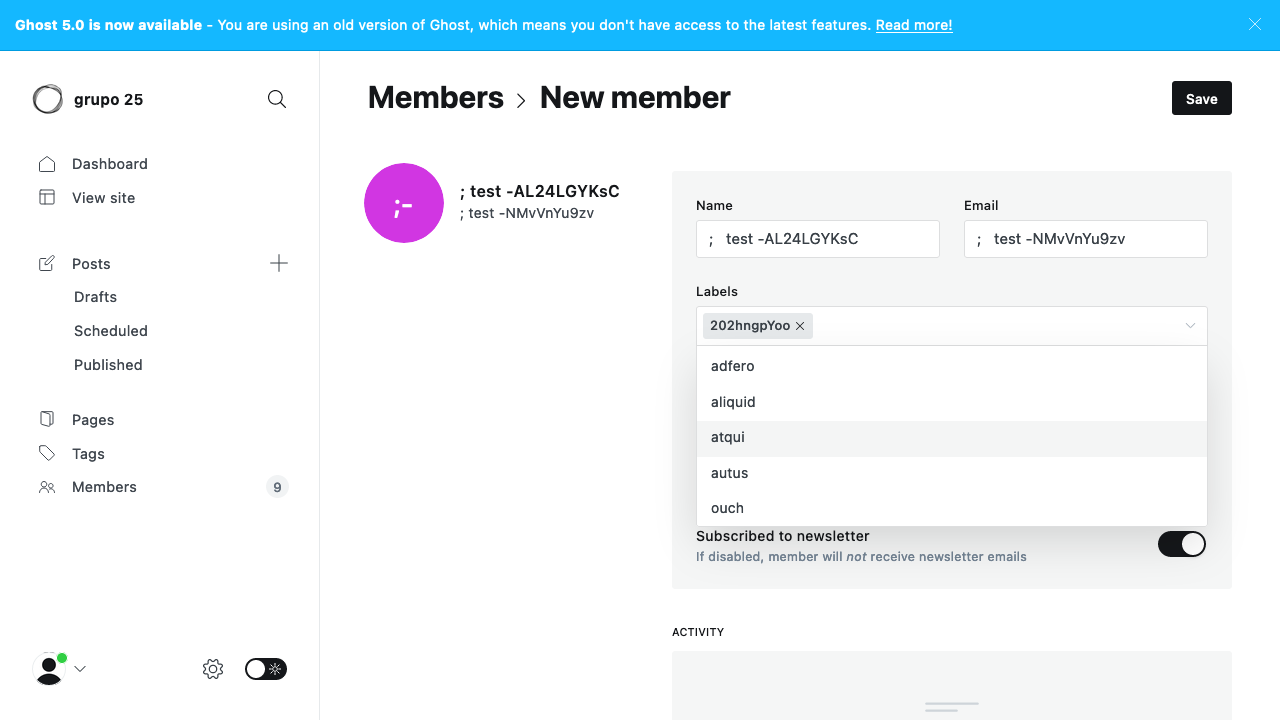 Ghost 5.0 is now available - You are using an old version of Ghost, which means you don't have access to the latest features. Read more!
grupo 25
Dashboard
View site
Posts
Drafts
Scheduled
Published
Pages
Tags
Members 9
Members > New member
Save
;-
; test -AL24LGYKsC
; test -NMvVnYu9zv
Name
; test -AL24LGYKsC
Email
; test -NMvVnYu9zv
Labels
202hngpYoo ×
adfero
aliquid
atqui
autus
ouch
Subscribed to newsletter
If disabled, member will not receive newsletter emails
ACTIVITY